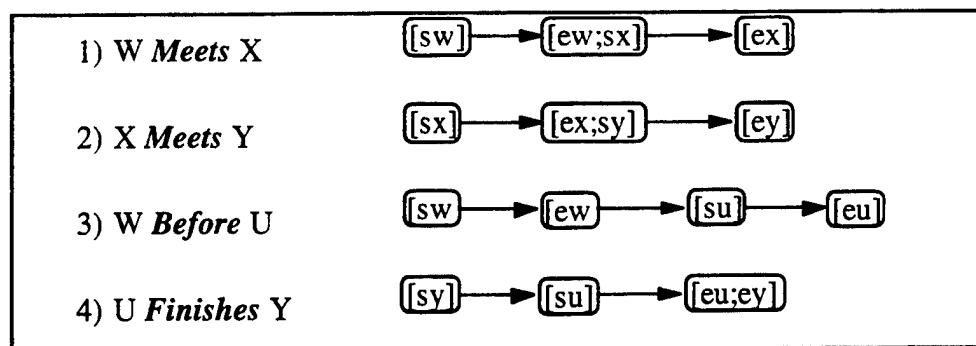 1) W Meets X [sw] [ew;sx] [ex]
2) X Meets Y [sx] [ex;sy] [ey]
3) W Before U [sw] [ew] [su] [eu]
4) U Finishes Y [sy] [su] [eu;ey]